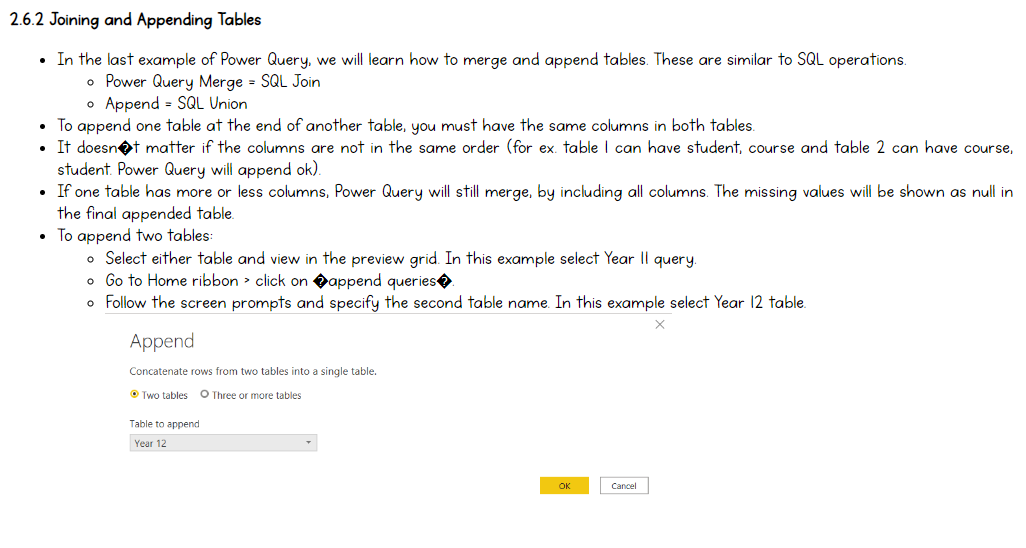 2.6.2 Joining and Appending Tables
• In the last example of Power Query, we will learn how to merge and append tables. These are similar to SQL operations.
o Power Query Merge = SQL Join
o Append = SQL Union
• To append one table at the end of another table, you must have the same columns in both tables.
• It doesn�t matter if the columns are not in the same order (for ex. table 1 can have student, course and table 2 can have course,
student. Power Query will append ok).
• If one table has more or less columns, Power Query will still merge, by including all columns. The missing values will be shown as null in
the final appended table.
• To append two tables:
o Select either table and view in the preview grid. In this example select Year 11 query.
o Go to Home ribbon > click on �append queries�.
o Follow the screen prompts and specify the second table name. In this example select Year 12 table.
Append
Concatenate rows from two tables into a single table.
Two tables Three or more tables
Table to append
Year 12
OK Cancel